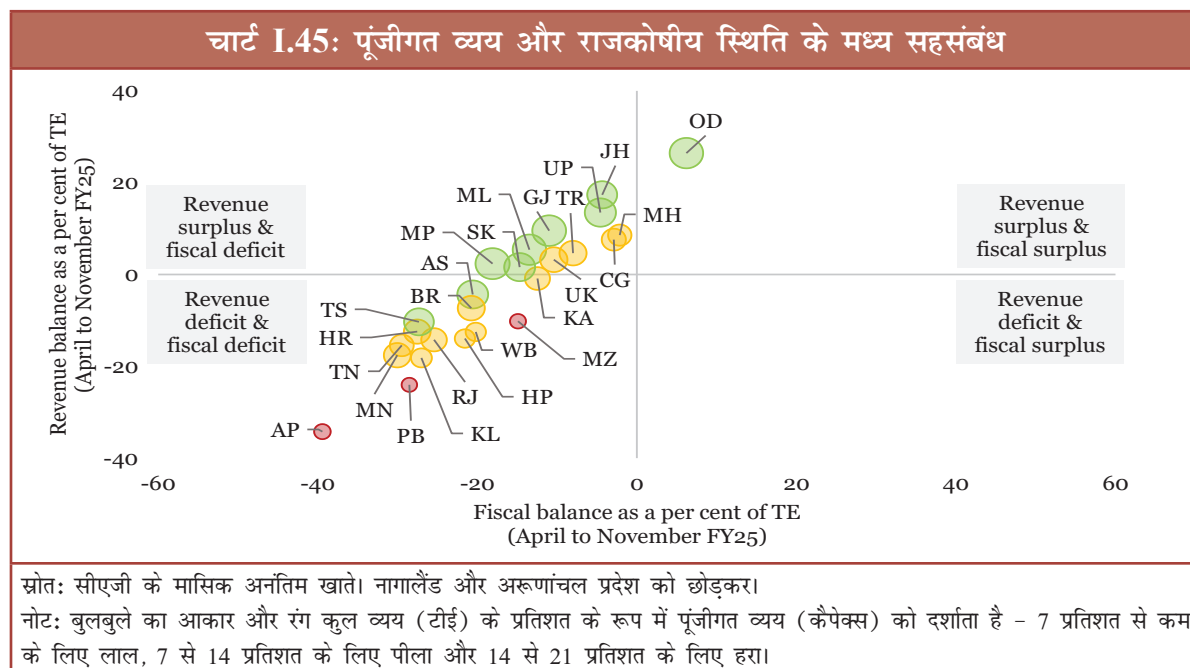 चार्ट I.45: पूंजीगत व्यय और राजकोषीय स्थिति के मध्य सहसंबंध
Revenue balance as a per cent of TE
(April to November FY25)
40
20
0
-20
-40
Revenue
surplus &
fiscal deficit
Revenue
deficit &
fiscal deficit
Revenue
surplus &
fiscal surplus
Revenue
deficit &
fiscal surplus
OD
JH
UP
ML
GJ
TR
MH
MP
SK
AS
CG
BR
UK
TS
KA
HR
WB
MZ
TN
MN
RJ
HP
AP
PB
KL
-60
-40
-20
0
20
40
60
Fiscal balance as a per cent of TE
(April to November FY25)
स्रोत: सीएजी के मासिक अनंतिम खाते। नागालैंड और अरूणांचल प्रदेश को छोड़कर।
नोट: बुलबुले का आकार और रंग कुल व्यय (टीई) के प्रतिशत के रूप में पूंजीगत व्यय (कैपेक्स) को दर्शाता है – 7 प्रतिशत से कम
के लिए लाल, 7 से 14 प्रतिशत के लिए पीला और 14 से 21 प्रतिशत के लिए हरा।